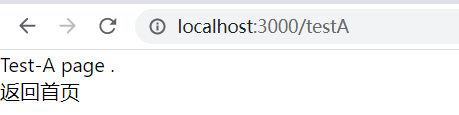 localhost:3000/testA
Test-A page .
返回首页